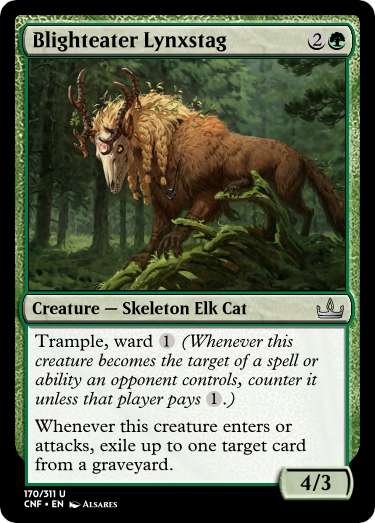 Blighteater Lynxstag 2
Creature — Skeleton Elk Cat
Trample, ward 1 (Whenever this
creature becomes the target of a spell or
ability an opponent controls, counter it
unless that player pays 1.)
Whenever this creature enters or
attacks, exile up to one target card
from a graveyard.
4/3
170/311 U
CNF • EN Alsares